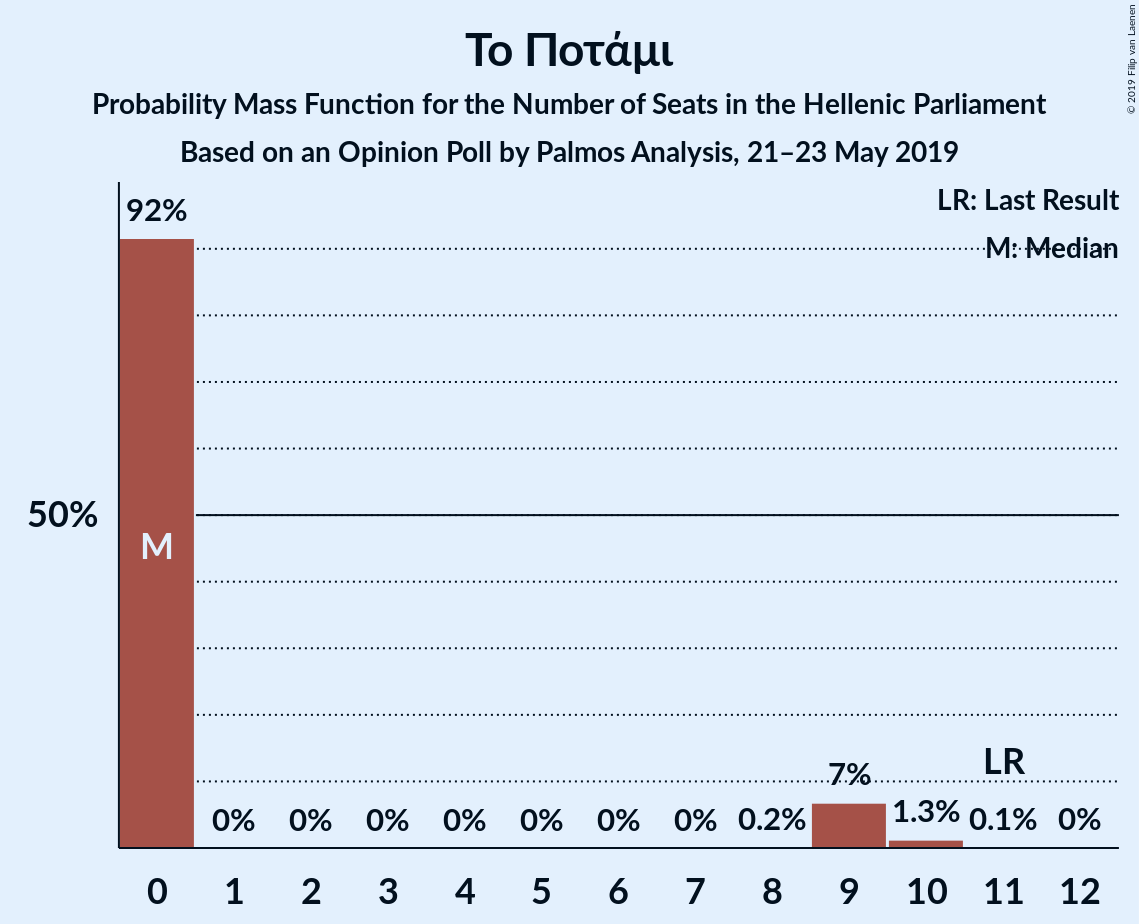 Το Ποτάμι
Probability Mass Function for the Number of Seats in the Hellenic Parliament
Based on an Opinion Poll by Palmos Analysis, 21–23 May 2019
© 2019 Filip van Laenen
LR: Last Result
M: Median
92%
50%
M
LR
0% 0% 0% 0% 0% 0% 0% 0.2% 7% 1.3% 0.1% 0%
0 1 2 3 4 5 6 7 8 9 10 11 12